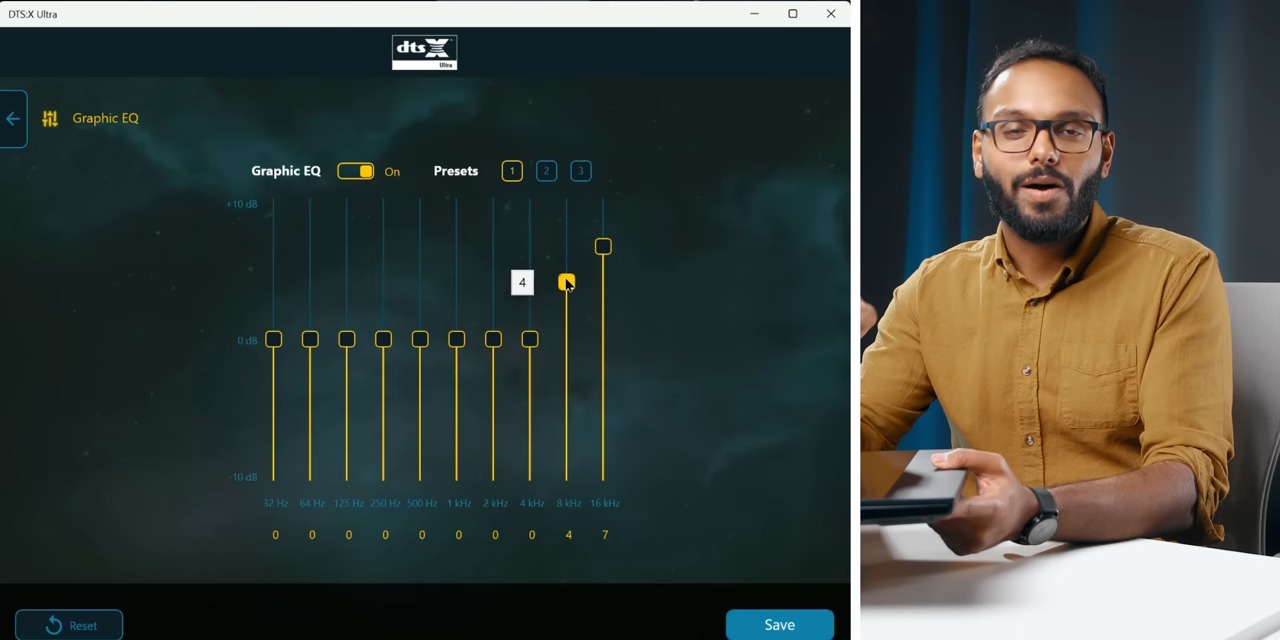 DTS:X Ultra
dts X
Ultra
Graphic EQ
Graphic EQ On Presets 1 2 3
+10 dB
4
0 dB
-10 dB
32 Hz 64 Hz 125 Hz 250 Hz 500 Hz 1 kHz 2 kHz 4 kHz 8 kHz 16 kHz
0 0 0 0 0 0 0 0 4 7
Reset Save